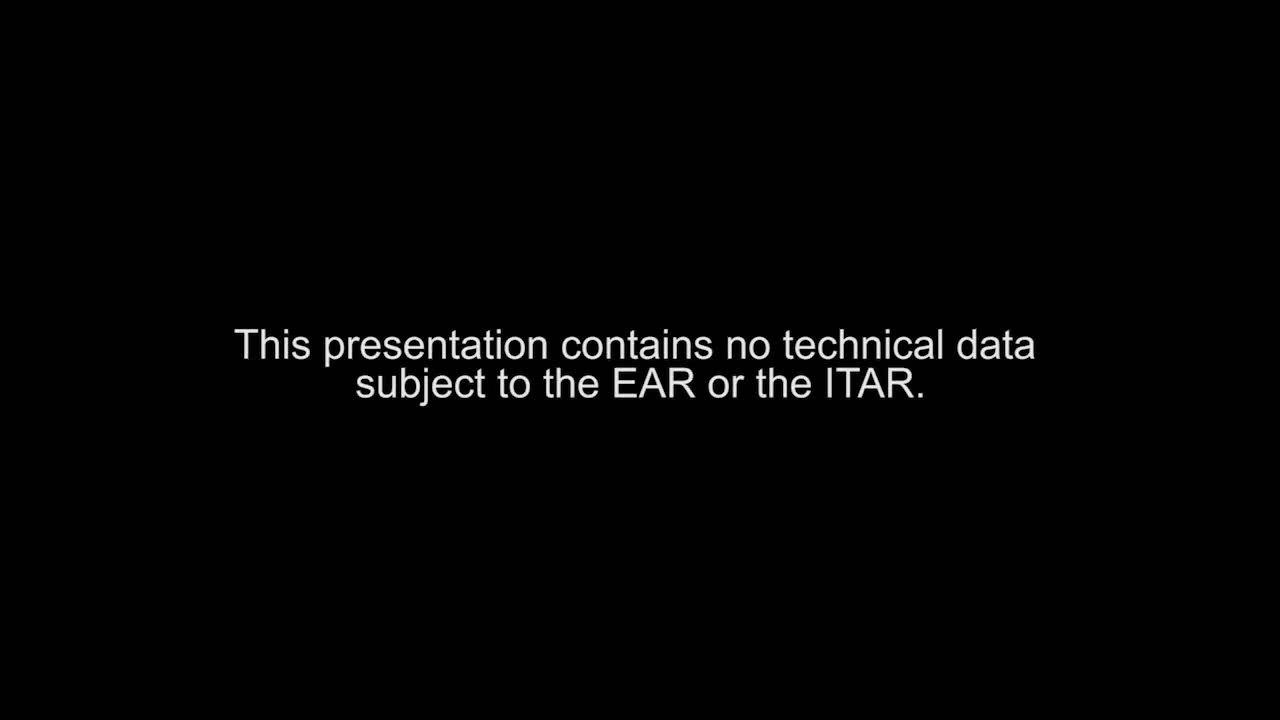 This presentation contains no technical data
subject to the EAR or the ITAR.